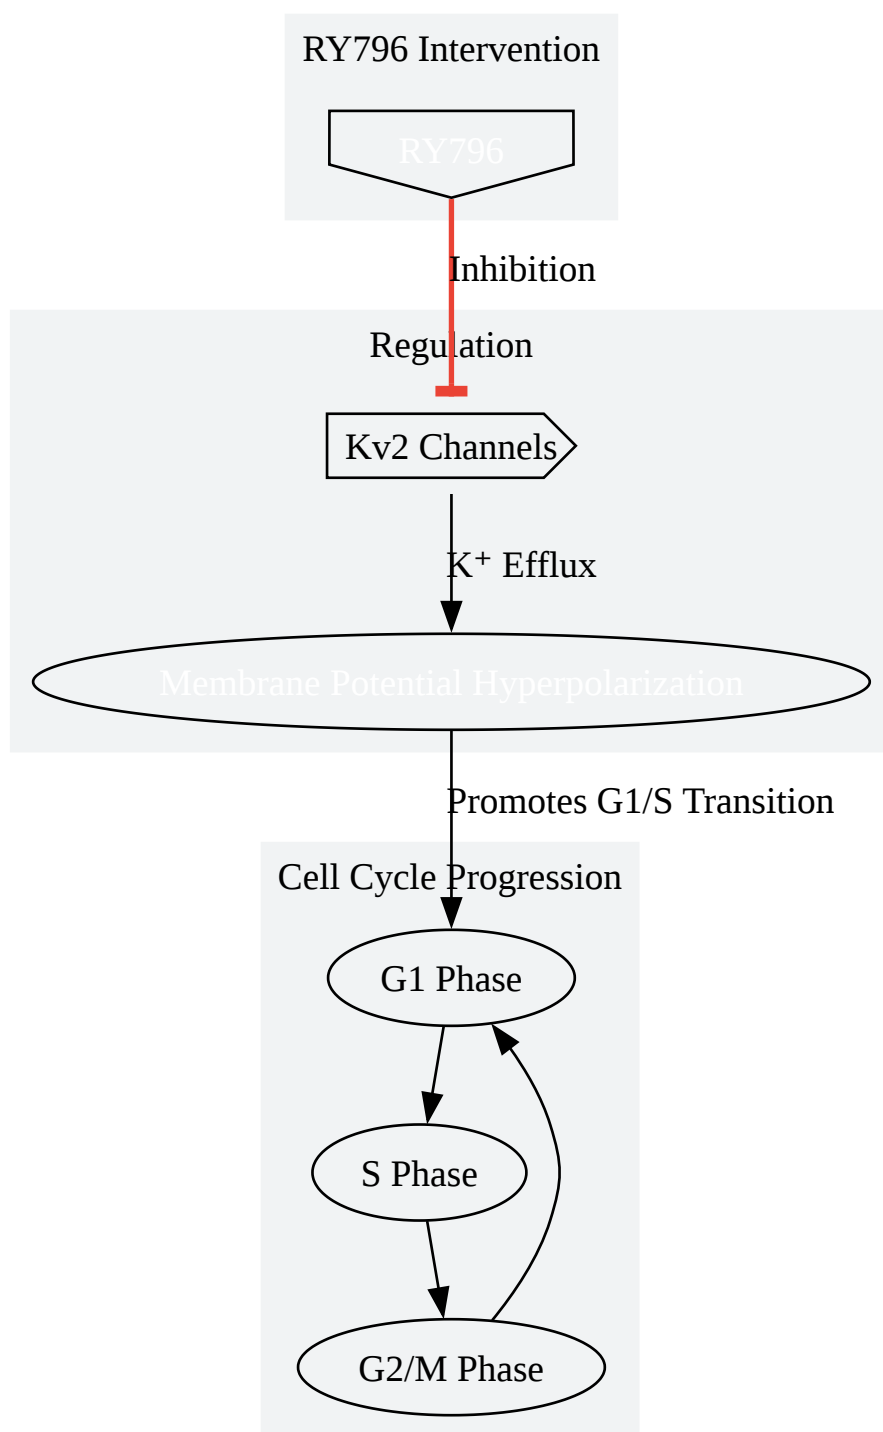 RY796 Intervention
RY796
Inhibition
Regulation
Kv2 Channels
K⁺ Efflux
Membrane Potential Hyperpolarization
Promotes G1/S Transition
Cell Cycle Progression
G1 Phase
S Phase
G2/M Phase